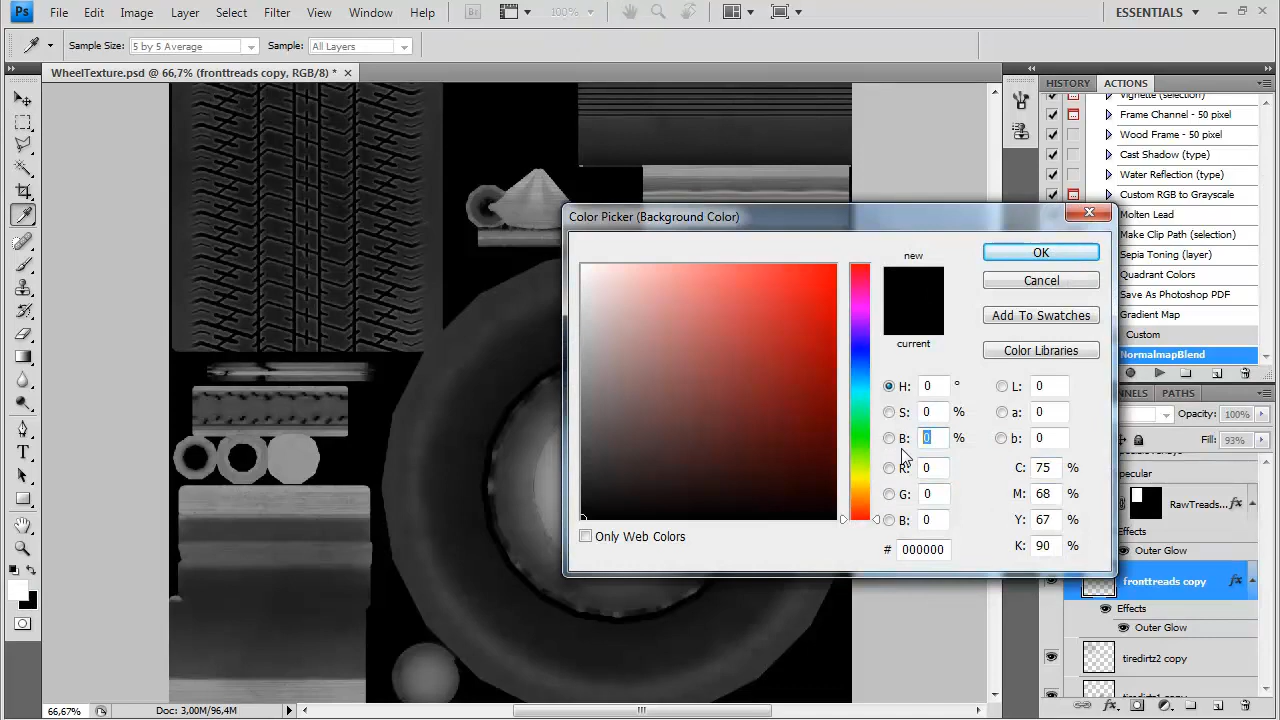 Ps File Edit Image Layer Select Filter View Window Help Br 100% ESSENTIALS
Sample Size: 5 by 5 Average Sample: All Layers
WheelTexture.psd @ 66,7% (fronttreads copy, RGB/8) *
HISTORY ACTIONS
Vignette (selection)
Frame Channel - 50 pixel
Wood Frame - 50 pixel
Cast Shadow (type)
Water Reflection (type)
Custom RGB to Grayscale
Molten Lead
Make Clip Path (selection)
Sepia Toning (layer)
Quadrant Colors
Save As Photoshop PDF
Gradient Map
Custom
NormalmapBlend
Color Picker (Background Color)
new
current
OK
Cancel
Add To Swatches
Color Libraries
H: 0 ° L: 0
S: 0 % a: 0
B: 0 % b: 0
R: 0 C: 75 %
G: 0 M: 68 %
B: 0 Y: 67 %
# 000000 K: 90 %
Only Web Colors
NNELS PATHS
Opacity: 100%
Fill: 93%
pecular
RawTreads... fx
ffects
Outer Glow
fronttreads copy fx
Effects
Outer Glow
tiredirtz2 copy
66,67% Doc: 3,00M/96,4M